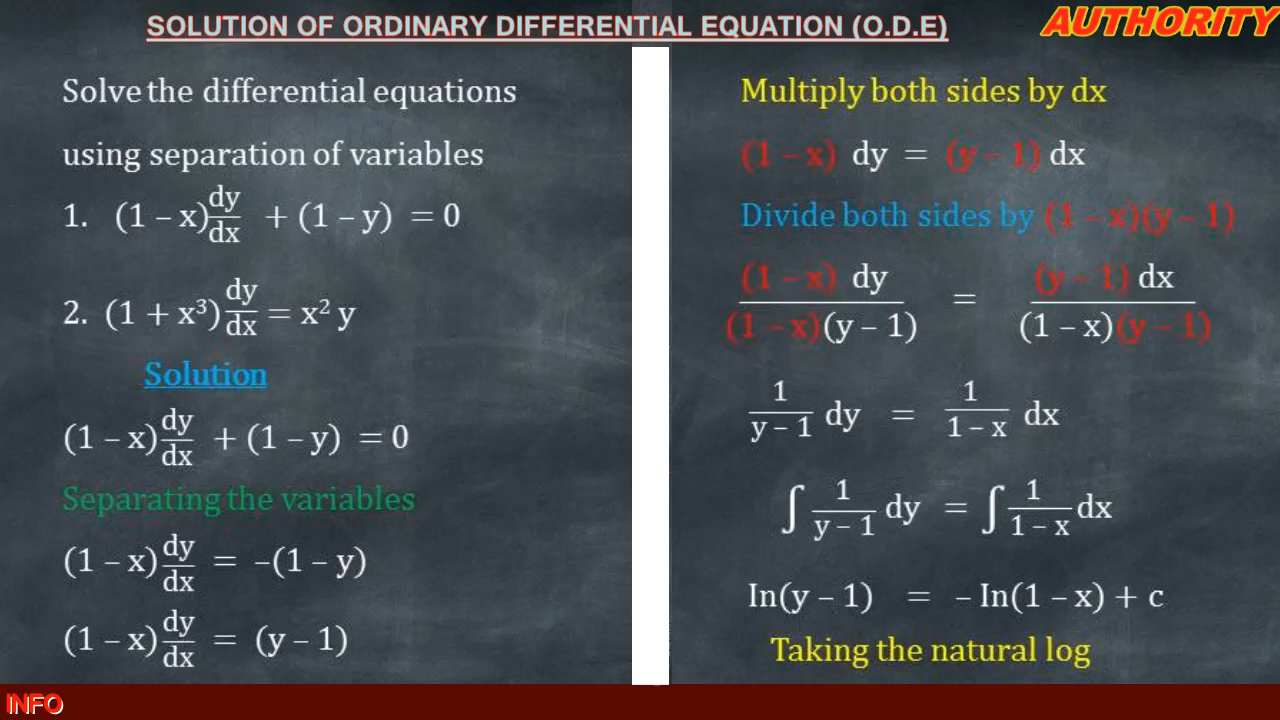 SOLUTION OF ORDINARY DIFFERENTIAL EQUATION (O.D.E)
AUTHORITY
Solve the differential equations
using separation of variables
1. (1 – x) dy/dx + (1 – y) = 0
2. (1 + x³) dy/dx = x² y
Solution
(1 – x) dy/dx + (1 – y) = 0
Separating the variables
(1 – x) dy/dx = –(1 – y)
(1 – x) dy/dx = (y – 1)
Multiply both sides by dx
(1 – x) dy = (y – 1) dx
Divide both sides by (1 – x)(y – 1)
(1 – x) dy / (1 – x)(y – 1) = (y – 1) dx / (1 – x)(y – 1)
1/(y – 1) dy = 1/(1 – x) dx
∫ 1/(y – 1) dy = ∫ 1/(1 – x) dx
In(y – 1) = – In(1 – x) + c
Taking the natural log
INFO